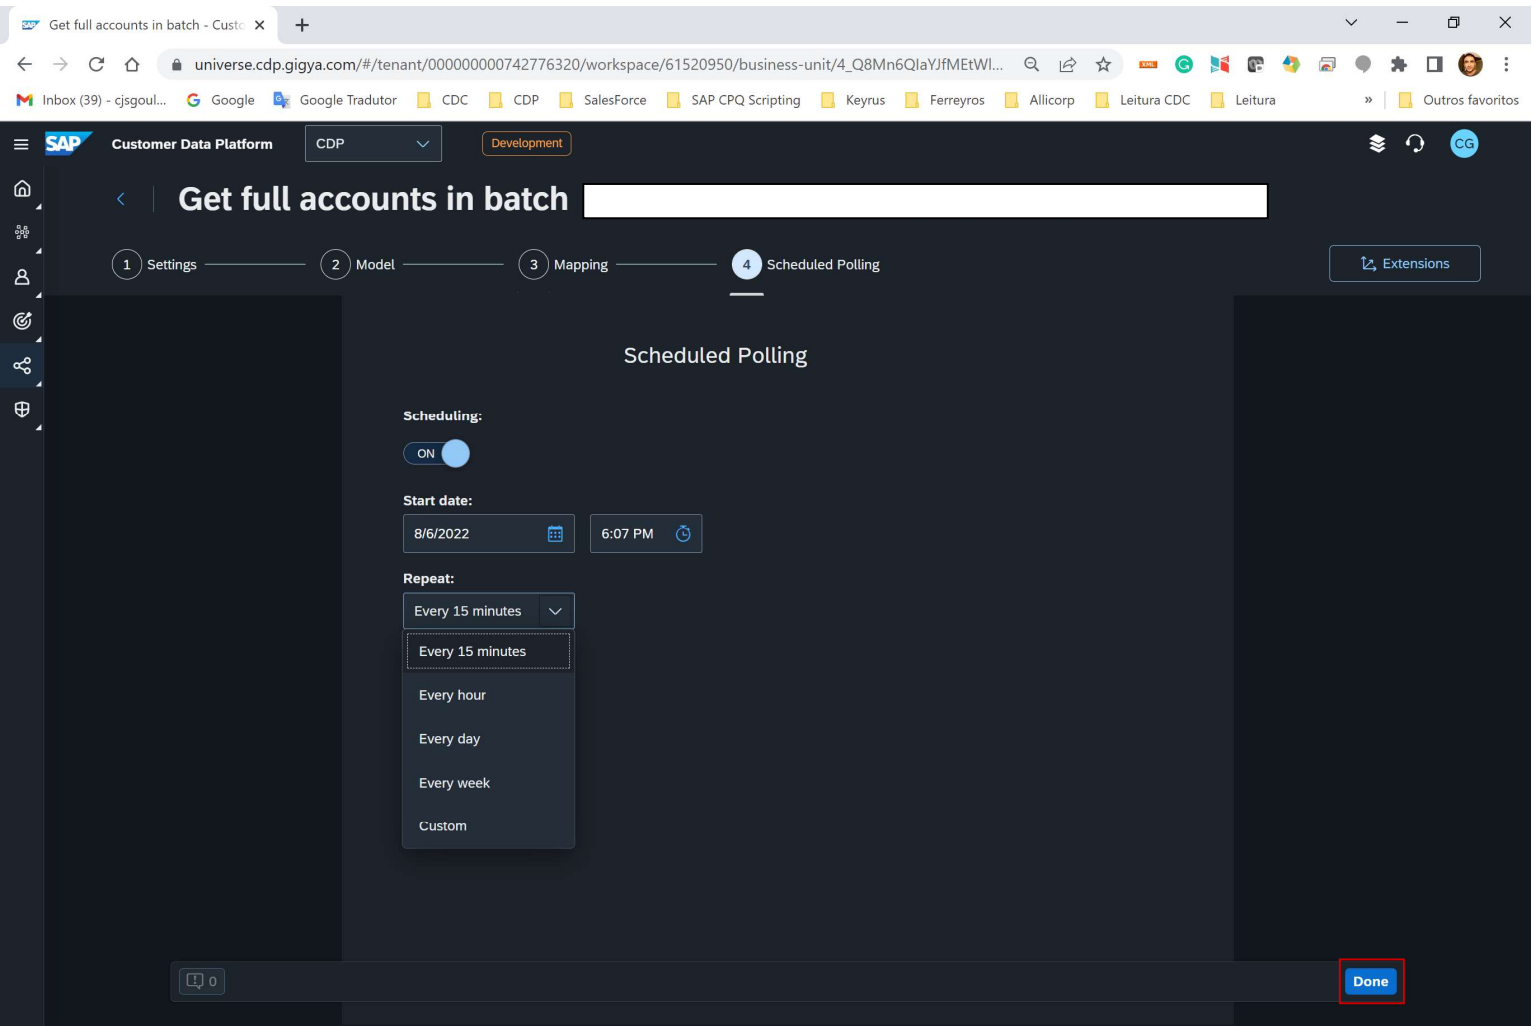 Get full accounts in batch - Custo
universe.cdp.gigya.com/#/tenant/000000000742776320/workspace/61520950/business-unit/4_Q8Mn6QIaYJfMEtWl...
Inbox (39) - cjsgoul... Google Google Tradutor CDC CDP SalesForce SAP CPQ Scripting Keyrus Ferreyros Allicorp Leitura CDC Leitura » Outros favoritos
SAP Customer Data Platform CDP Development CG
Get full accounts in batch
1 Settings 2 Model 3 Mapping 4 Scheduled Polling Extensions
Scheduled Polling
Scheduling:
ON
Start date:
8/6/2022 6:07 PM
Repeat:
Every 15 minutes
Every 15 minutes
Every hour
Every day
Every week
Custom
0 Done